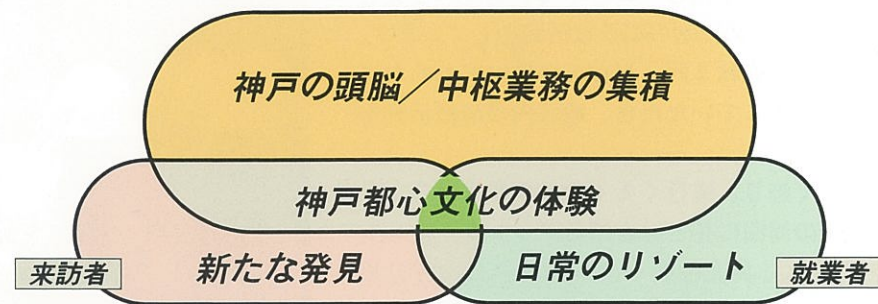 神戸の頭脳／中枢業務の集積
神戸都心文化の体験
来訪者
新たな発見
日常のリゾート
就業者